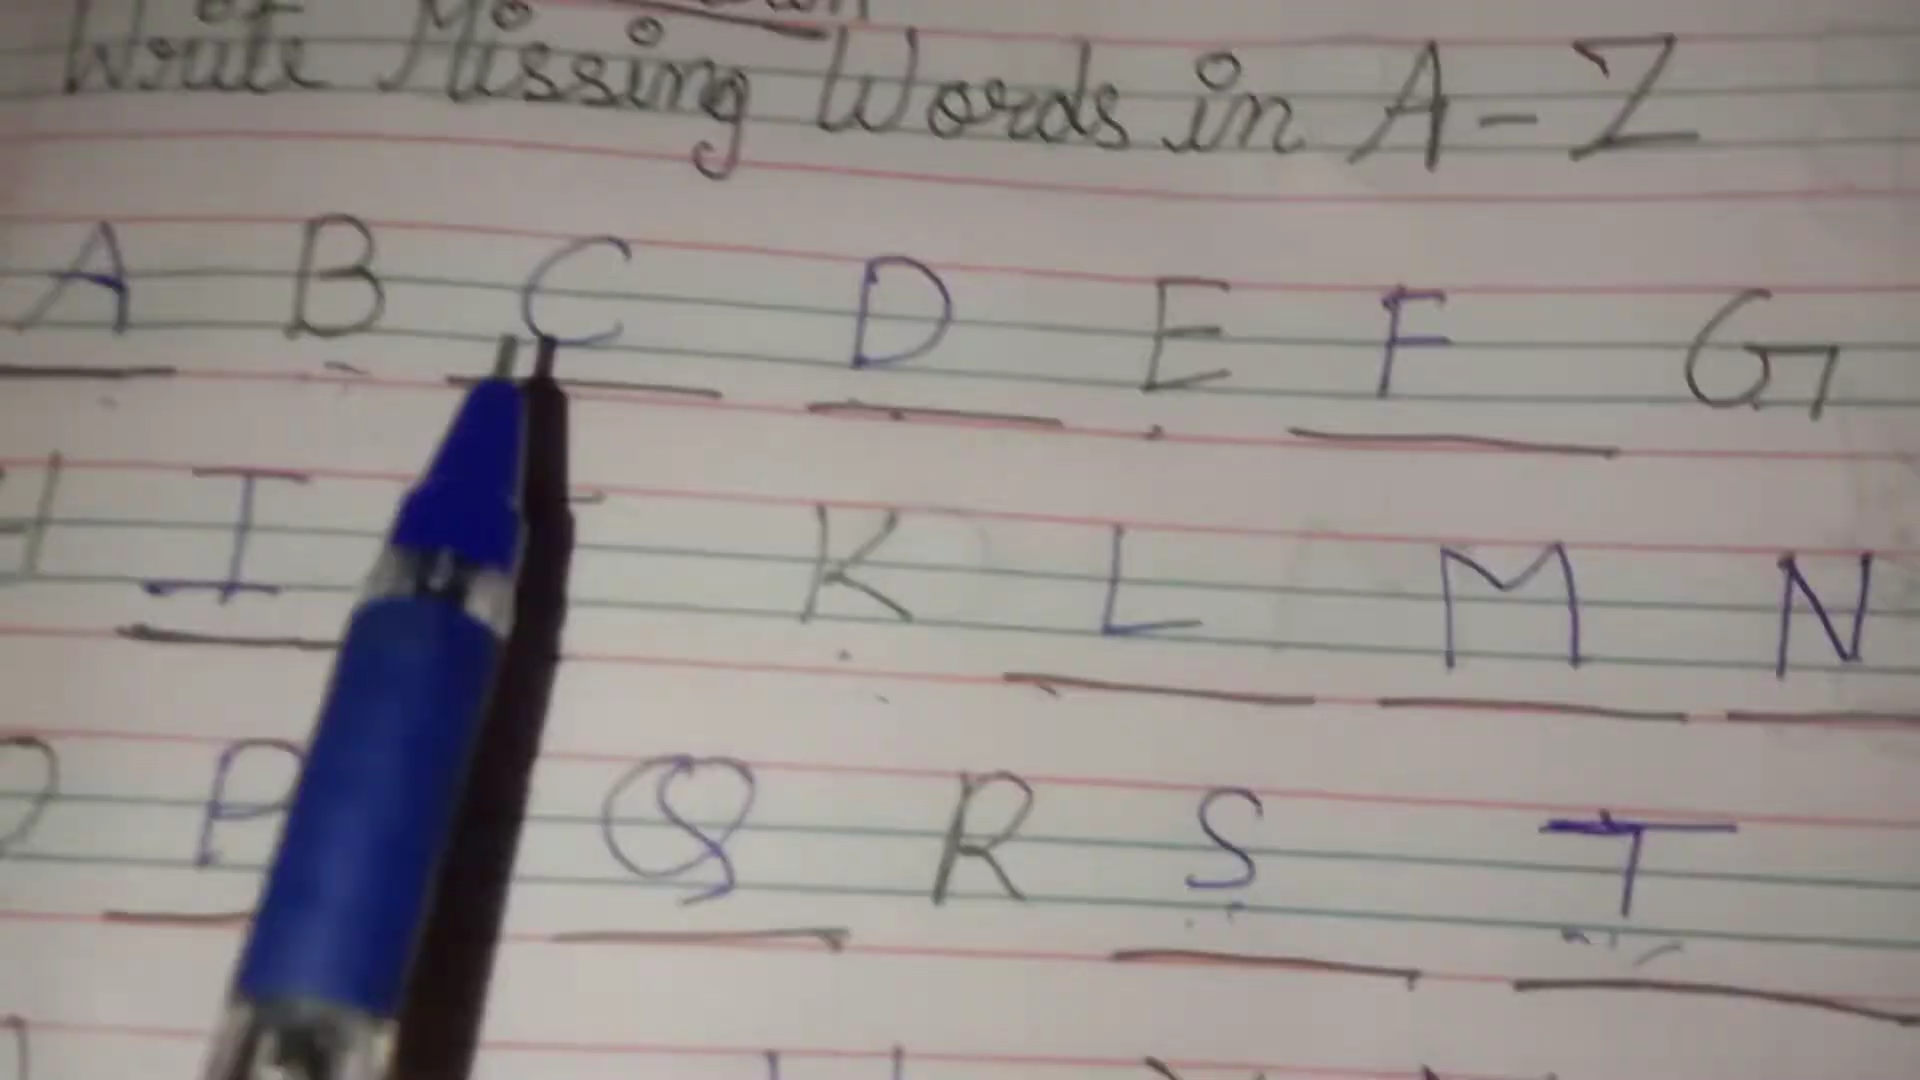 Write Missing Words in A-Z
A B C D E F G
H I K L M N
P Q R S T